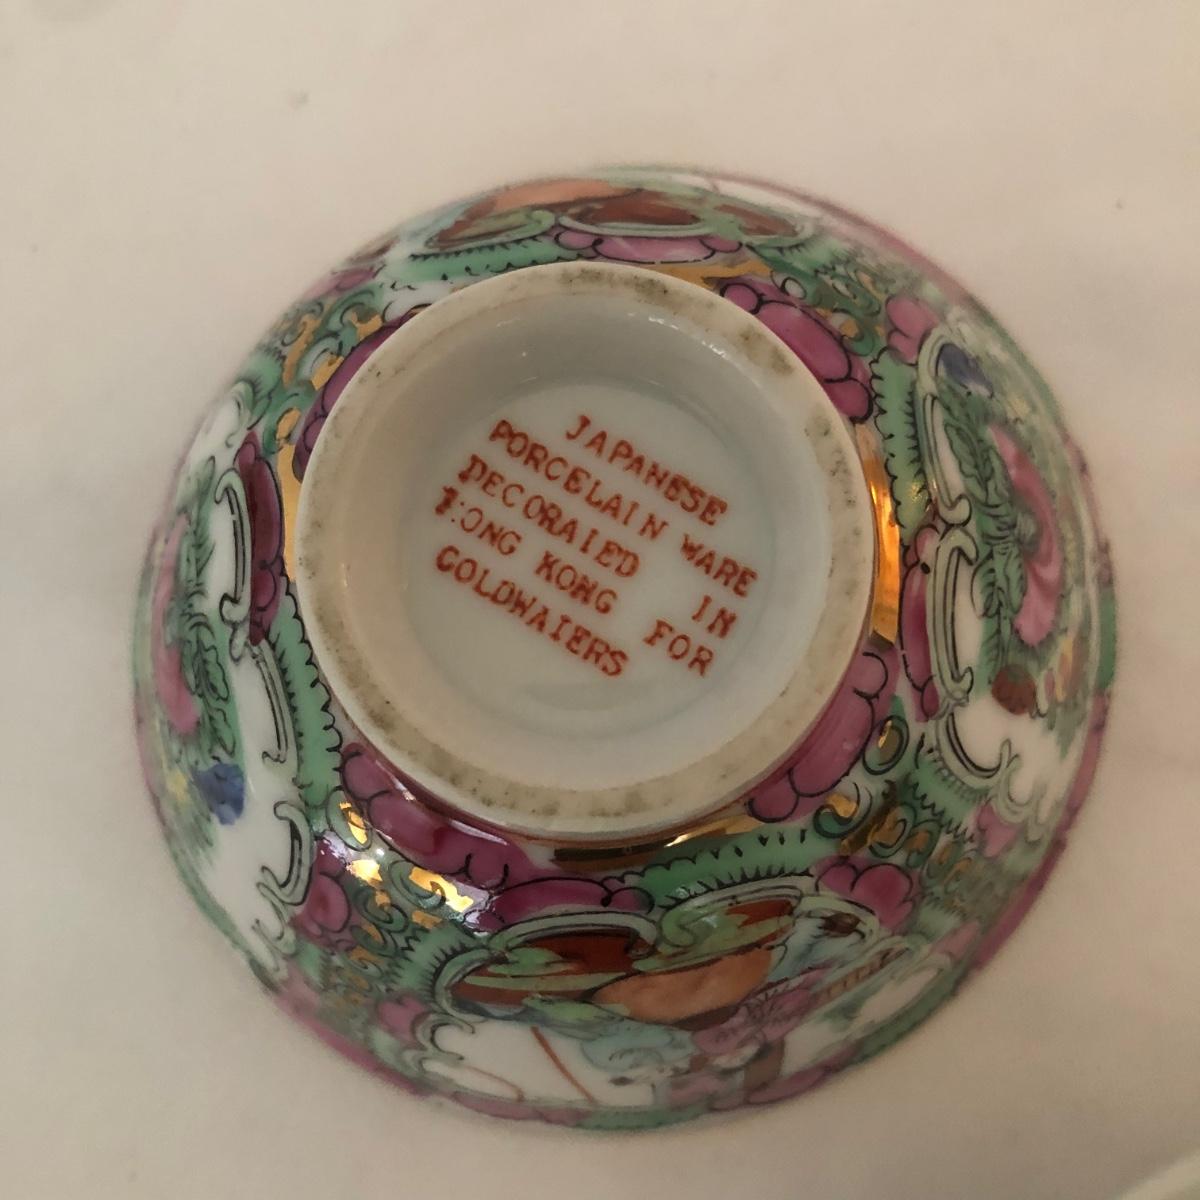 JAPANESE
PORCELAIN WARE
DECORAIED IN
HONG KONG FOR
GOLDWAIERS